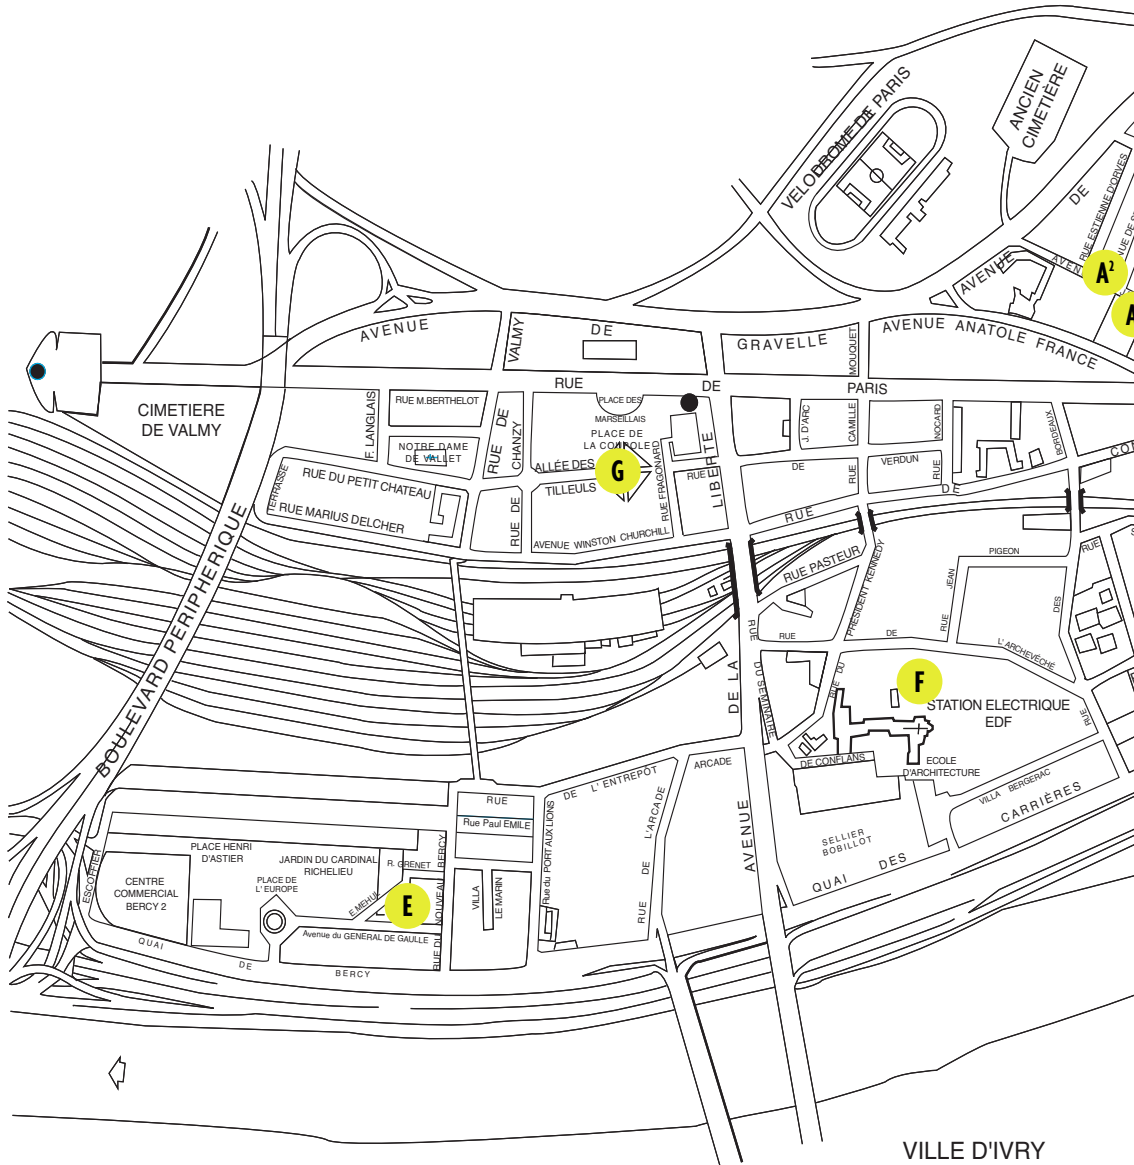 VELODROME DE PARIS
ANCIEN
CIMETIÈRE
DE
RUE ESTIENNE D'ORVES
AVENUE
A²
AVENUE
DE
GRAVELLE
AVENUE ANATOLE FRANCE
VALMY
MOUQUET
RUE
DE
PARIS
CIMETIERE
DE VALMY
F. LANGLAIS
RUE M.BERTHELOT
NOTRE DAME
DE VALLET
RUE DE
CHANZY
PLACE DES
MARSEILLAIS
PLACE DE
LA COUPOLE
ALLÉE DES
TILLEULS
G
RUE FRAGONARD
RUE
LIBERTE
J. D'ARC
CAMILLE
NOCARD
BORDEAUX
DE
RUE
VERDUN
RUE
TERRASSE
RUE DU PETIT CHATEAU
RUE MARIUS DELCHER
RUE DE
AVENUE WINSTON CHURCHILL
RUE
DE
BOULEVARD PERIPHERIQUE
RUE PASTEUR
PRESIDENT KENNEDY
RUE DU
JEAN
RUE
PIGEON
DES
RUE
RUE
RUE
DE
L' ARCHEVÊCHÉ
RUE
DU SEMINAIRE
DE LA
AVENUE
F
STATION ELECTRIQUE
EDF
ECOLE
D'ARCHITECTURE
DE CONFLANS
VILLA BERGERAC
QUAI DES
CARRIÈRES
SELLIER
BOBILLOT
ARCADE
DE L' ENTREPÔT
RUE DE L'ARCADE
RUE
Rue Paul EMILE
Rue du PORT AUX LIONS
VILLA
LE MARIN
RUE DU NOUVEAU BERCY
R. GRENET
E.MEHUL
E
PLACE HENRI
D'ASTIER
JARDIN DU CARDINAL
RICHELIEU
PLACE DE
L' EUROPE
CENTRE
COMMERCIAL
BERCY 2
ESCOFFIER
Avenue du GENERAL DE GAULLE
QUAI
DE
BERCY
VILLE D'IVRY